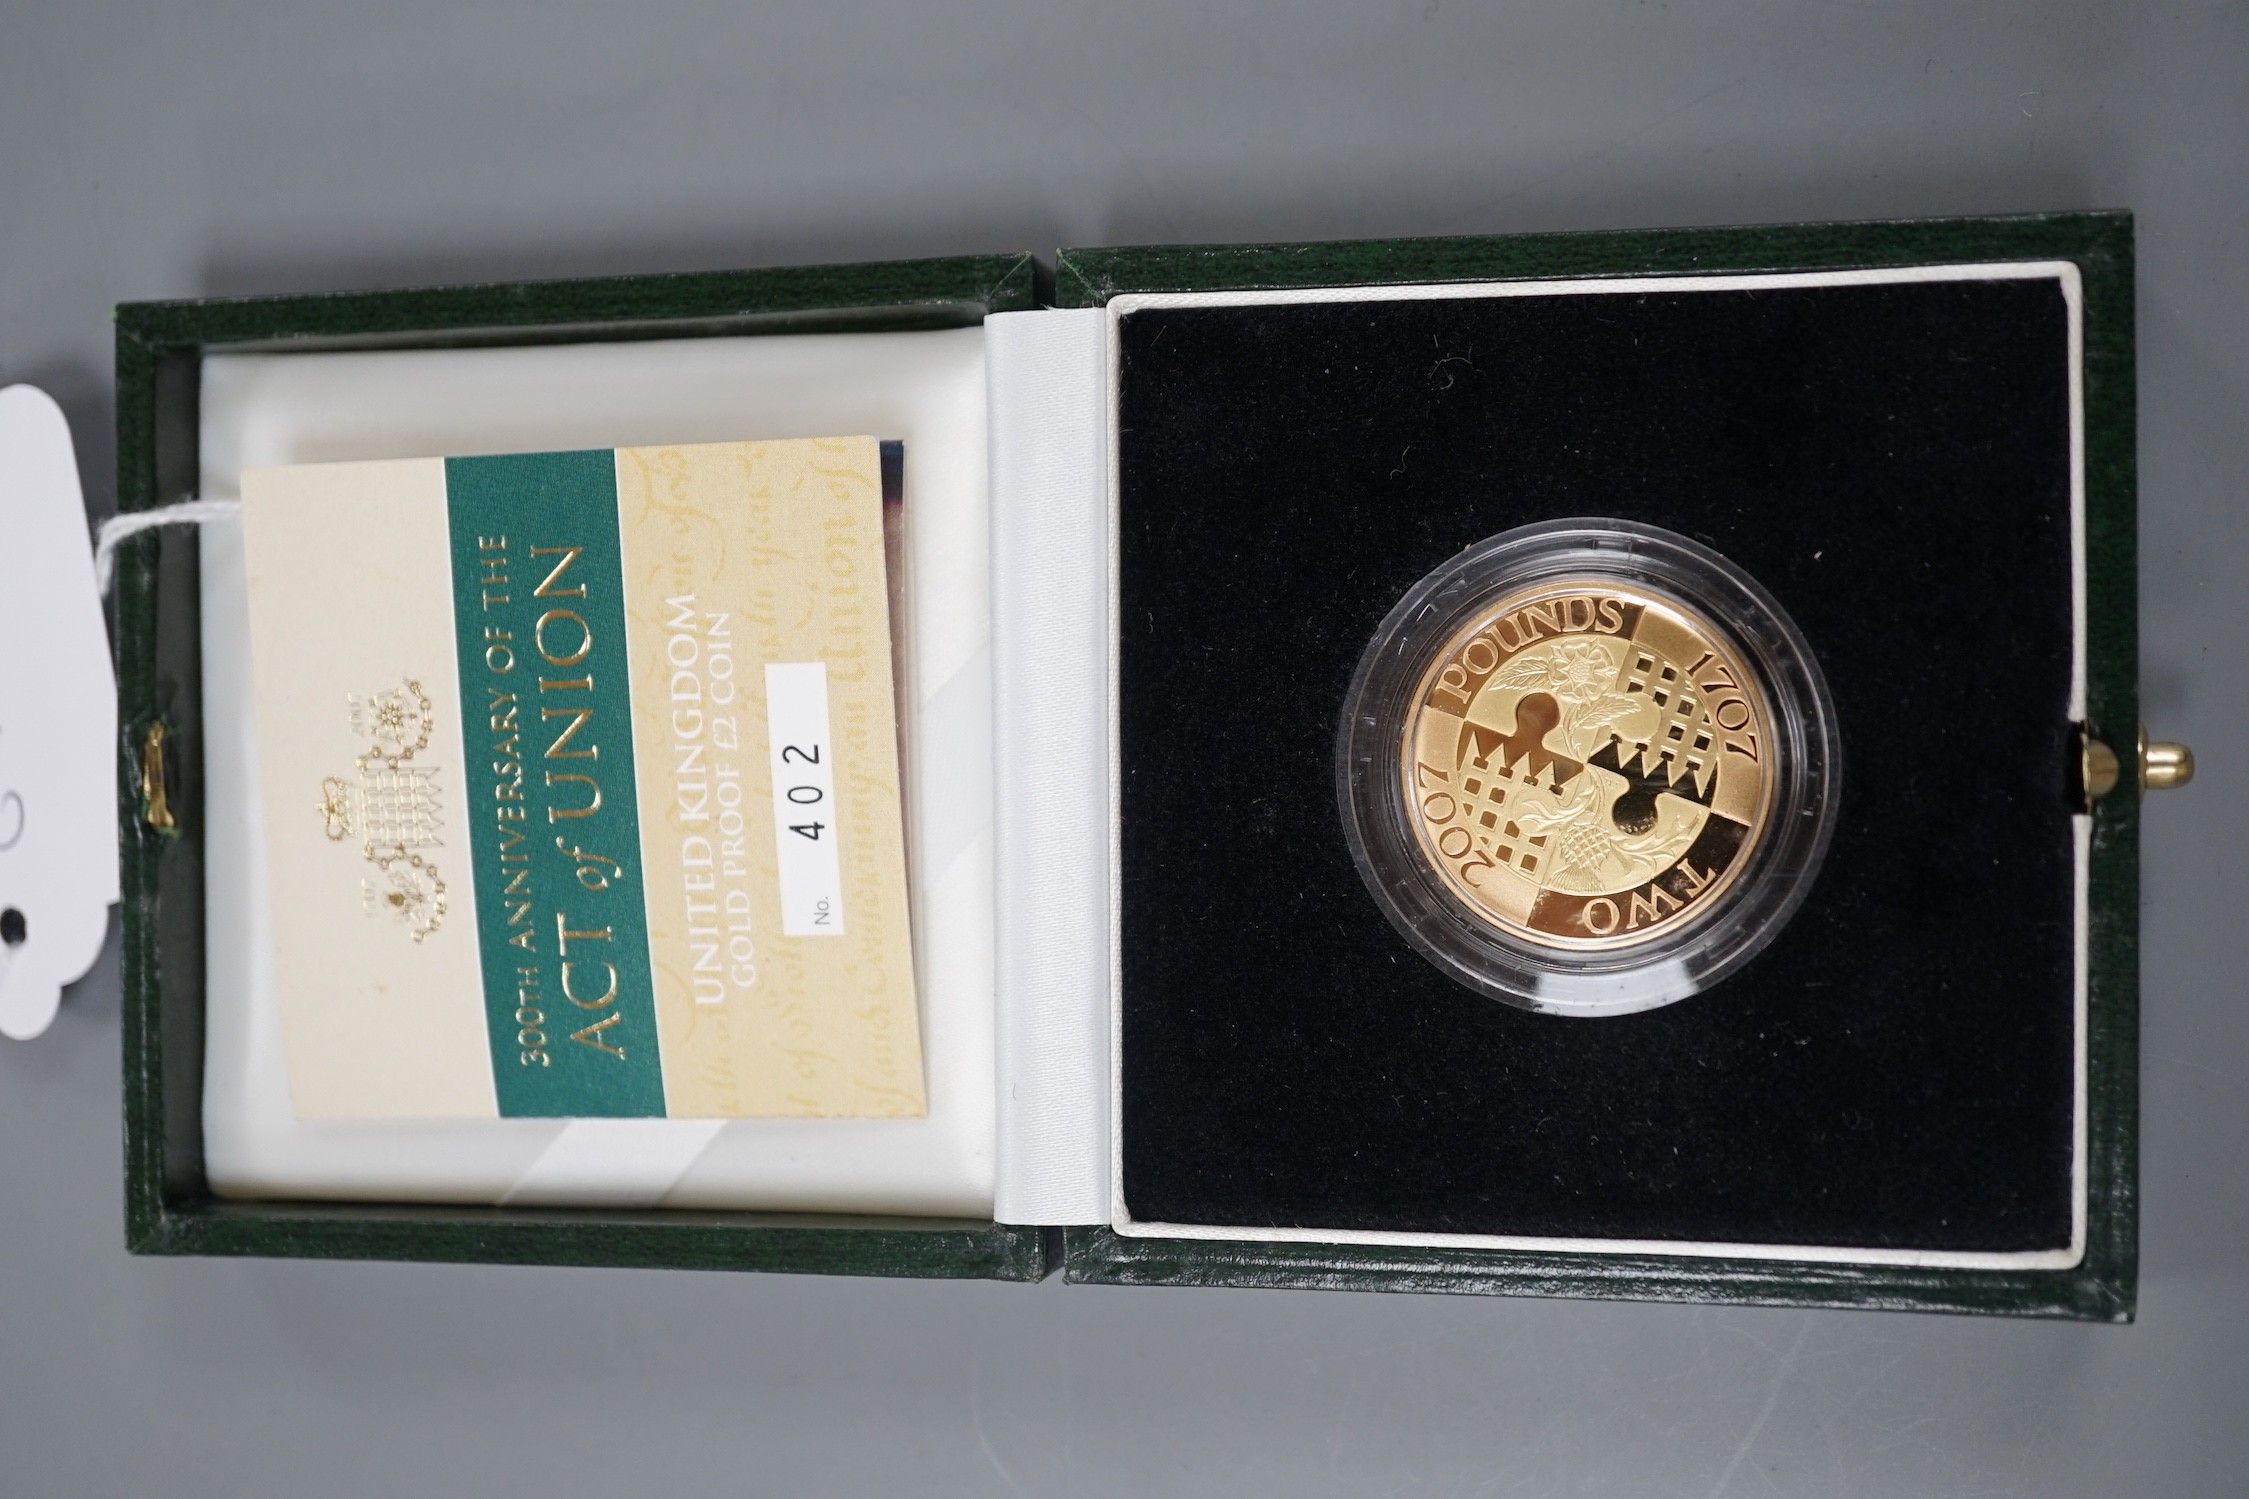 300TH ANNIVERSARY OF THE
ACT of UNION
UNITED KINGDOM
GOLD PROOF £2 COIN
No. 402
TWO POUNDS
1707
2007